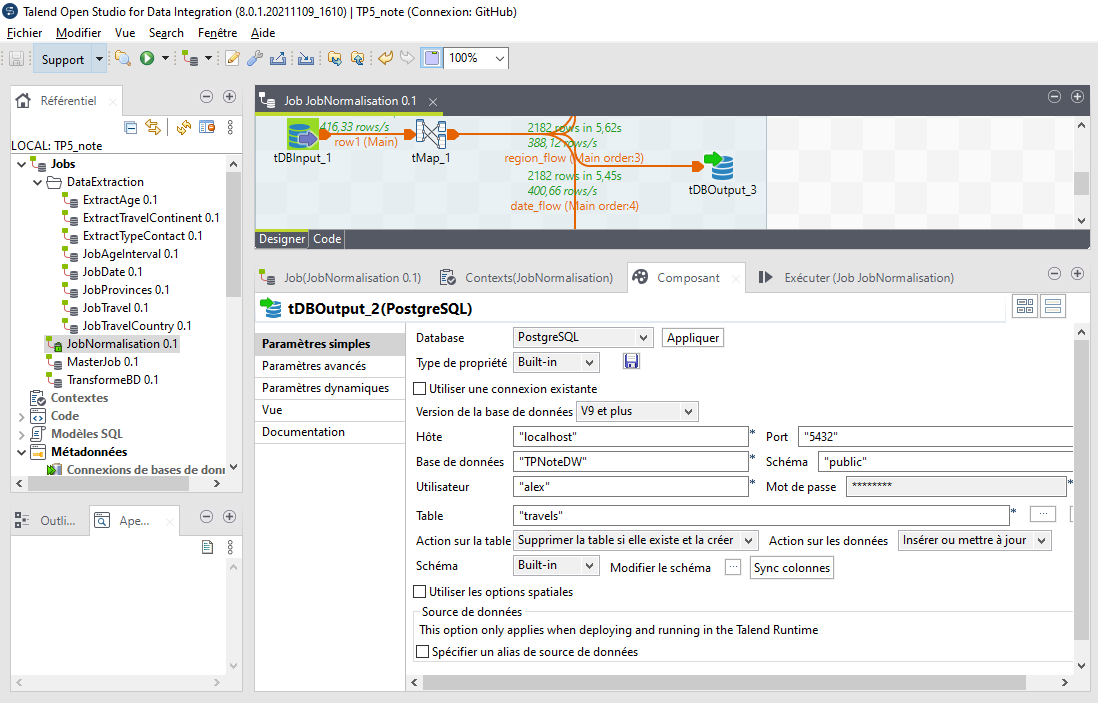 Talend Open Studio for Data Integration (8.0.1.20211109_1610) | TP5_note (Connexion: GitHub)
Fichier Modifier Vue Search Fenêtre Aide
Support 100%
Référentiel
LOCAL: TP5_note
Jobs
DataExtraction
ExtractAge 0.1
ExtractTravelContinent 0.1
ExtractTypeContact 0.1
JobAgeInterval 0.1
JobDate 0.1
JobProvinces 0.1
JobTravel 0.1
JobTravelCountry 0.1
JobNormalisation 0.1
MasterJob 0.1
TransformeBD 0.1
Contextes
Code
Modèles SQL
Métadonnées
Connexions de bases de donn
Outli... Ape...
Job JobNormalisation 0.1
416,33 rows/s
row1 (Main)
tDBInput_1 tMap_1
2182 rows in 5,62s
388,12 rows/s
region_flow (Main order:3)
2182 rows in 5,45s
400,66 rows/s
date_flow (Main order:4)
tDBOutput_3
Designer Code
Job(JobNormalisation 0.1) Contexts(JobNormalisation) Composant Exécuter (Job JobNormalisation)
tDBOutput_2(PostgreSQL)
Paramètres simples
Paramètres avancés
Paramètres dynamiques
Vue
Documentation
Database PostgreSQL Appliquer
Type de propriété Built-in
Utiliser une connexion existante
Version de la base de données V9 et plus
Hôte "localhost" * Port "5432"
Base de données "TPNoteDW" * Schéma "public"
Utilisateur "alex" * Mot de passe ******** *
Table "travels" * ...
Action sur la table Supprimer la table si elle existe et la créer Action sur les données Insérer ou mettre à jour
Schéma Built-in Modifier le schéma ... Sync colonnes
Utiliser les options spatiales
Source de données
This option only applies when deploying and running in the Talend Runtime
Spécifier un alias de source de données